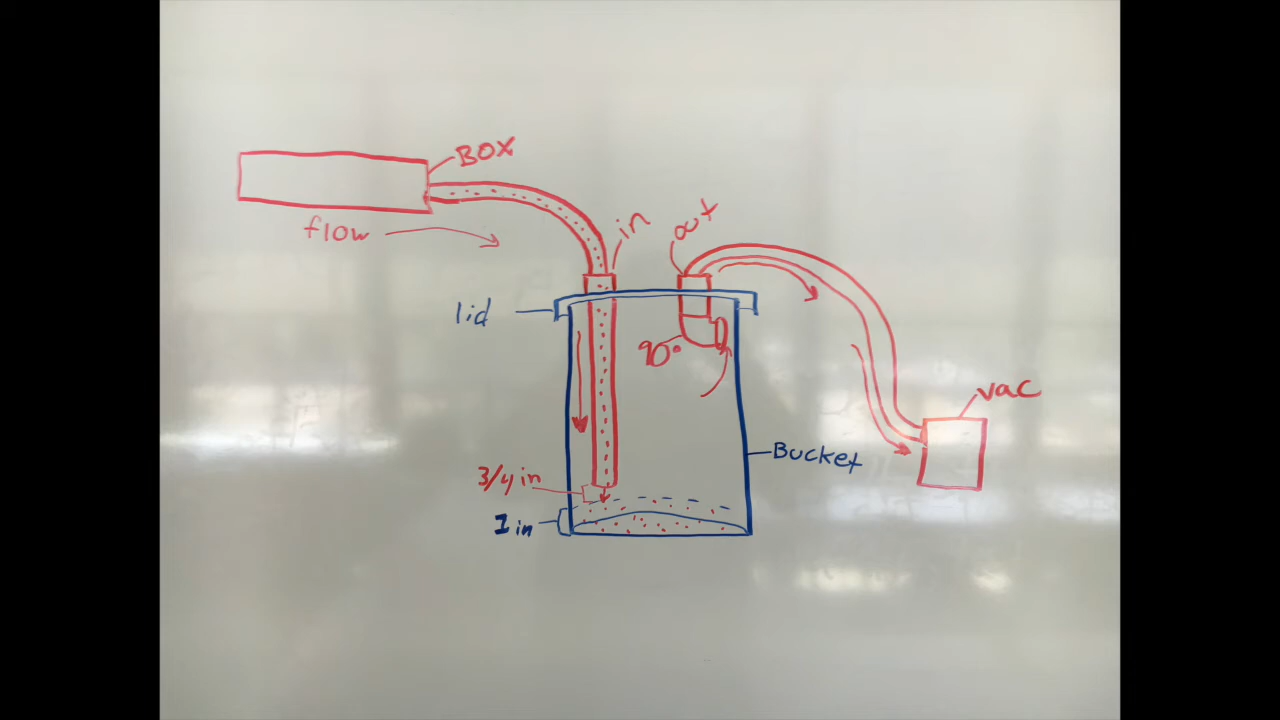 BOX
flow
in
out
lid
90°
vac
Bucket
3/4 in
1 in